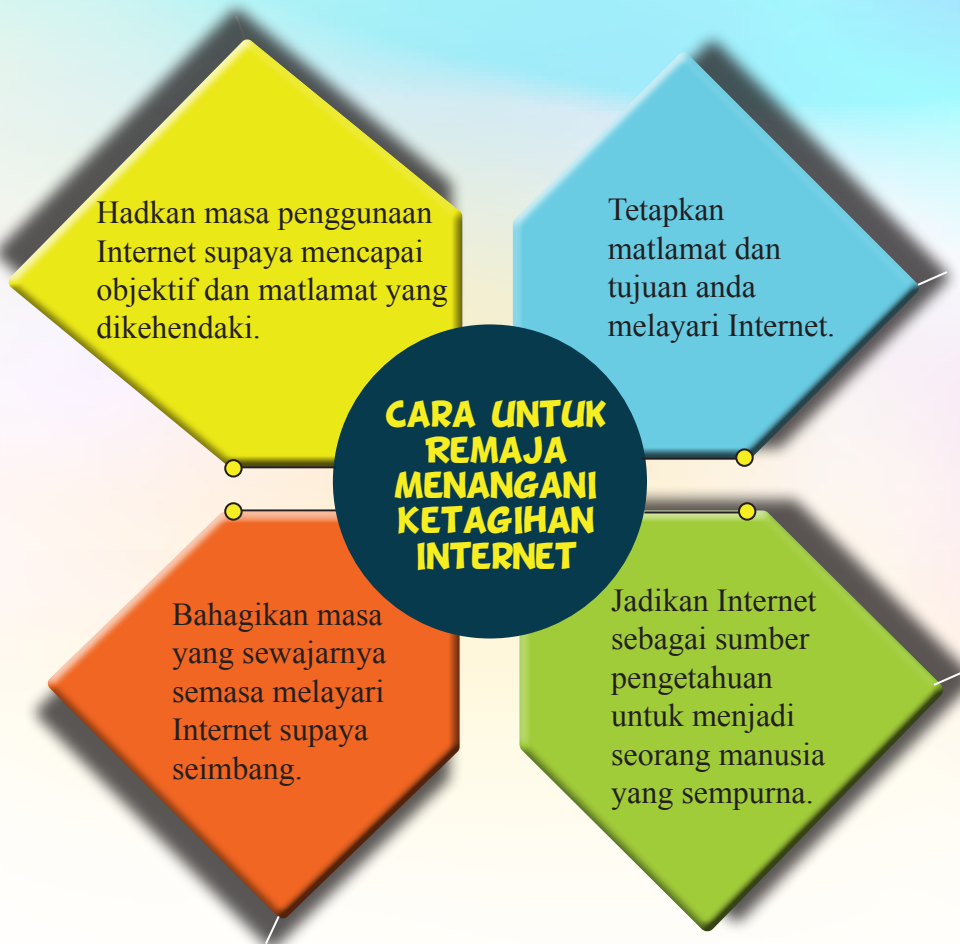 Hadkan masa penggunaan
Internet supaya mencapai
objektif dan matlamat yang
dikehendaki.
Tetapkan
matlamat dan
tujuan anda
melayari Internet.
CARA UNTUK
REMAJA
MENANGANI
KETAGIHAN
INTERNET
Bahagikan masa
yang sewajarnya
semasa melayari
Internet supaya
seimbang.
Jadikan Internet
sebagai sumber
pengetahuan
untuk menjadi
seorang manusia
yang sempurna.